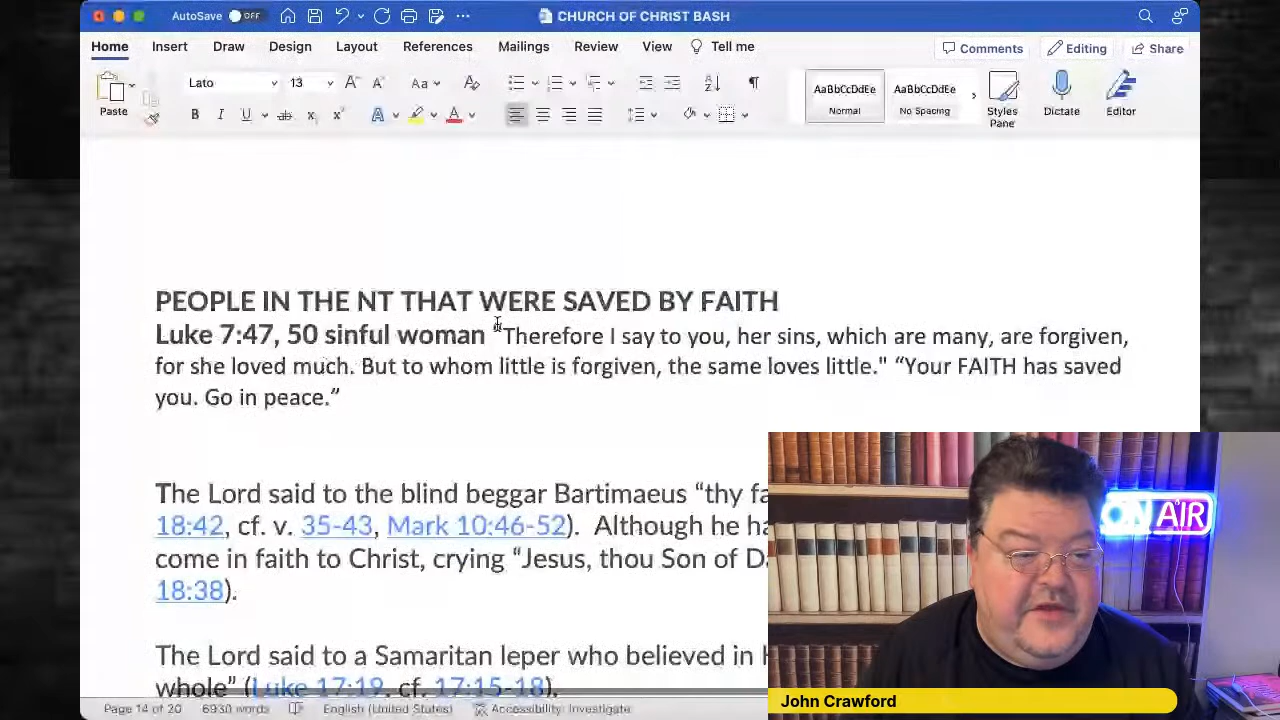 AutoSave OFF
CHURCH OF CHRIST BASH
Home Insert Draw Design Layout References Mailings Review View Tell me
Comments Editing Share
Paste
Lato 13
AaBbCcDdEe Normal
AaBbCcDdEe No Spacing
Styles Pane
Dictate
Editor
PEOPLE IN THE NT THAT WERE SAVED BY FAITH
Luke 7:47, 50 sinful woman “Therefore I say to you, her sins, which are many, are forgiven,
for she loved much. But to whom little is forgiven, the same loves little." “Your FAITH has saved
you. Go in peace.”
The Lord said to the blind beggar Bartimaeus “thy fa
18:42, cf. v. 35-43, Mark 10:46-52). Although he ha
come in faith to Christ, crying “Jesus, thou Son of Da
18:38).
The Lord said to a Samaritan leper who believed in H
whole” (Luke 17:19, cf. 17:15-18).
Page 14 of 20 6930 words English (United States) Accessibility: Investigate
ON AIR
John Crawford